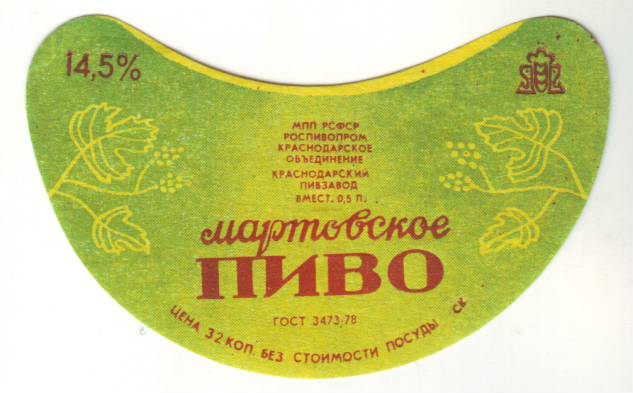 14,5%
МПП РСФСР
РОСПИВОПРОМ
КРАСНОДАРСКОЕ
ОБЪЕДИНЕНИЕ
КРАСНОДАРСКИЙ
ПИВЗАВОД
ВМЕСТ. 0,5 Л.
мартовское
ПИВО
ГОСТ 3473-78
ЦЕНА 32 КОП. БЕЗ СТОИМОСТИ ПОСУДЫ СК